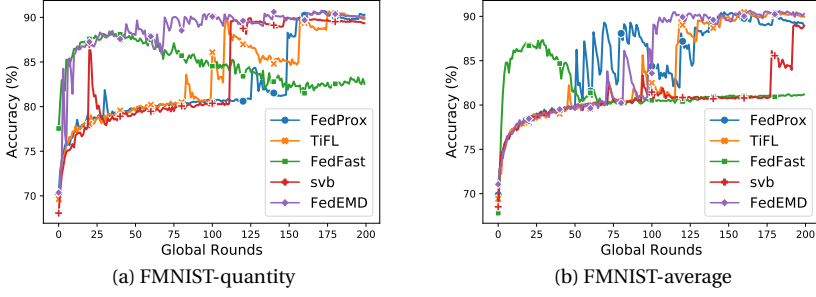 90
85
80
75
70
Accuracy (%)
0 25 50 75 100 125 150 175 200
Global Rounds
FedProx
TiFL
FedFast
svb
FedEMD
(a) FMNIST-quantity
90
85
80
75
70
Accuracy (%)
0 25 50 75 100 125 150 175 200
Global Rounds
FedProx
TiFL
FedFast
svb
FedEMD
(b) FMNIST-average